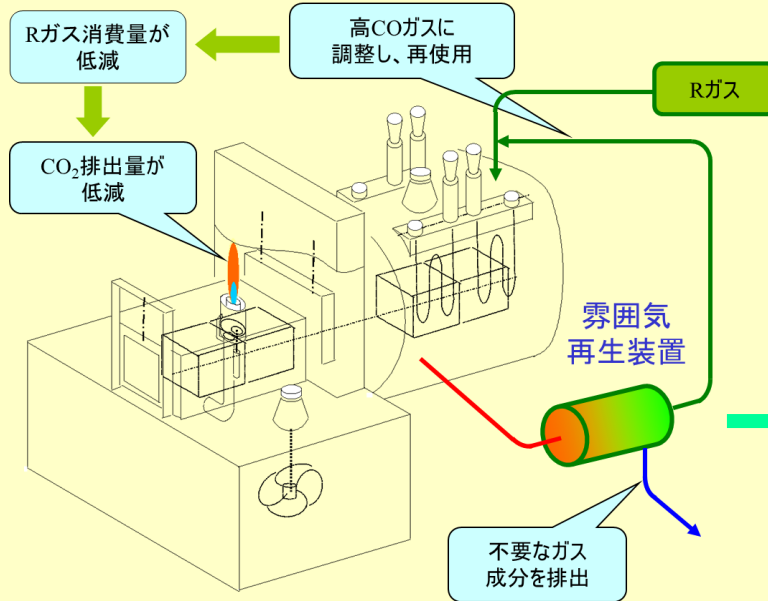 Rガス消費量が
低減
高COガスに
調整し、再使用
Rガス
CO₂排出量が
低減
雰囲気
再生装置
不要なガス
成分を排出